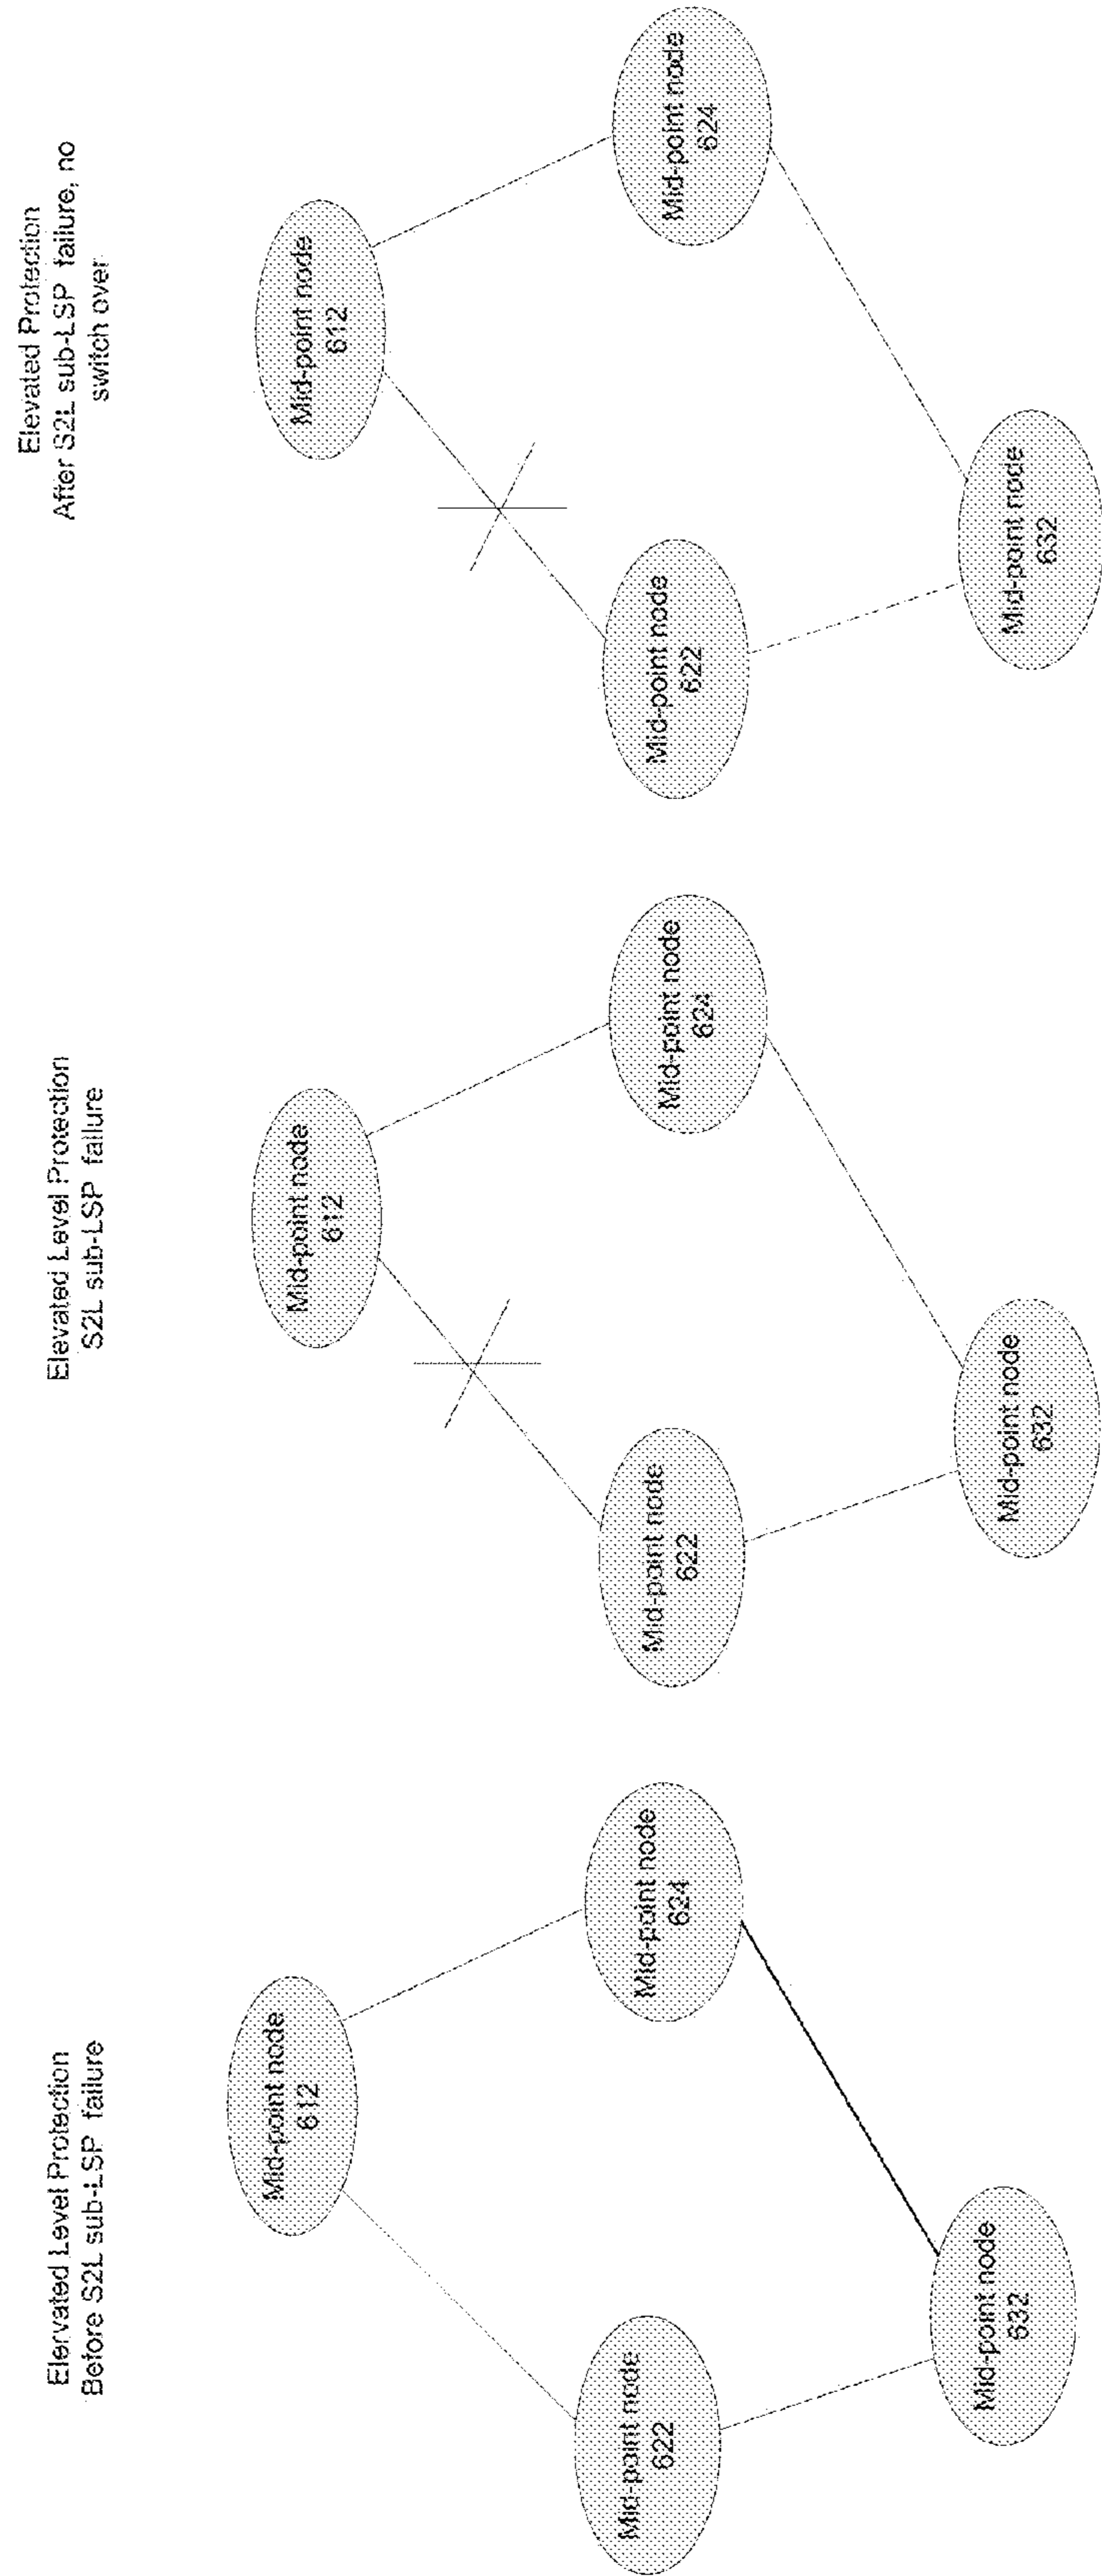 Elervated Level Protection
Before S2L sub-LSP failure
Mid-point node
612
Mid-point node
622
Mid-point node
624
Mid-point node
632
Elevated Level Protection
S2L sub-LSP failure
Mid-point node
612
Mid-point node
622
Mid-point node
624
Mid-point node
632
Elevated Protection
After S2L sub-LSP failure, no
switch over
Mid-point node
612
Mid-point node
622
Mid-point node
624
Mid-point node
632